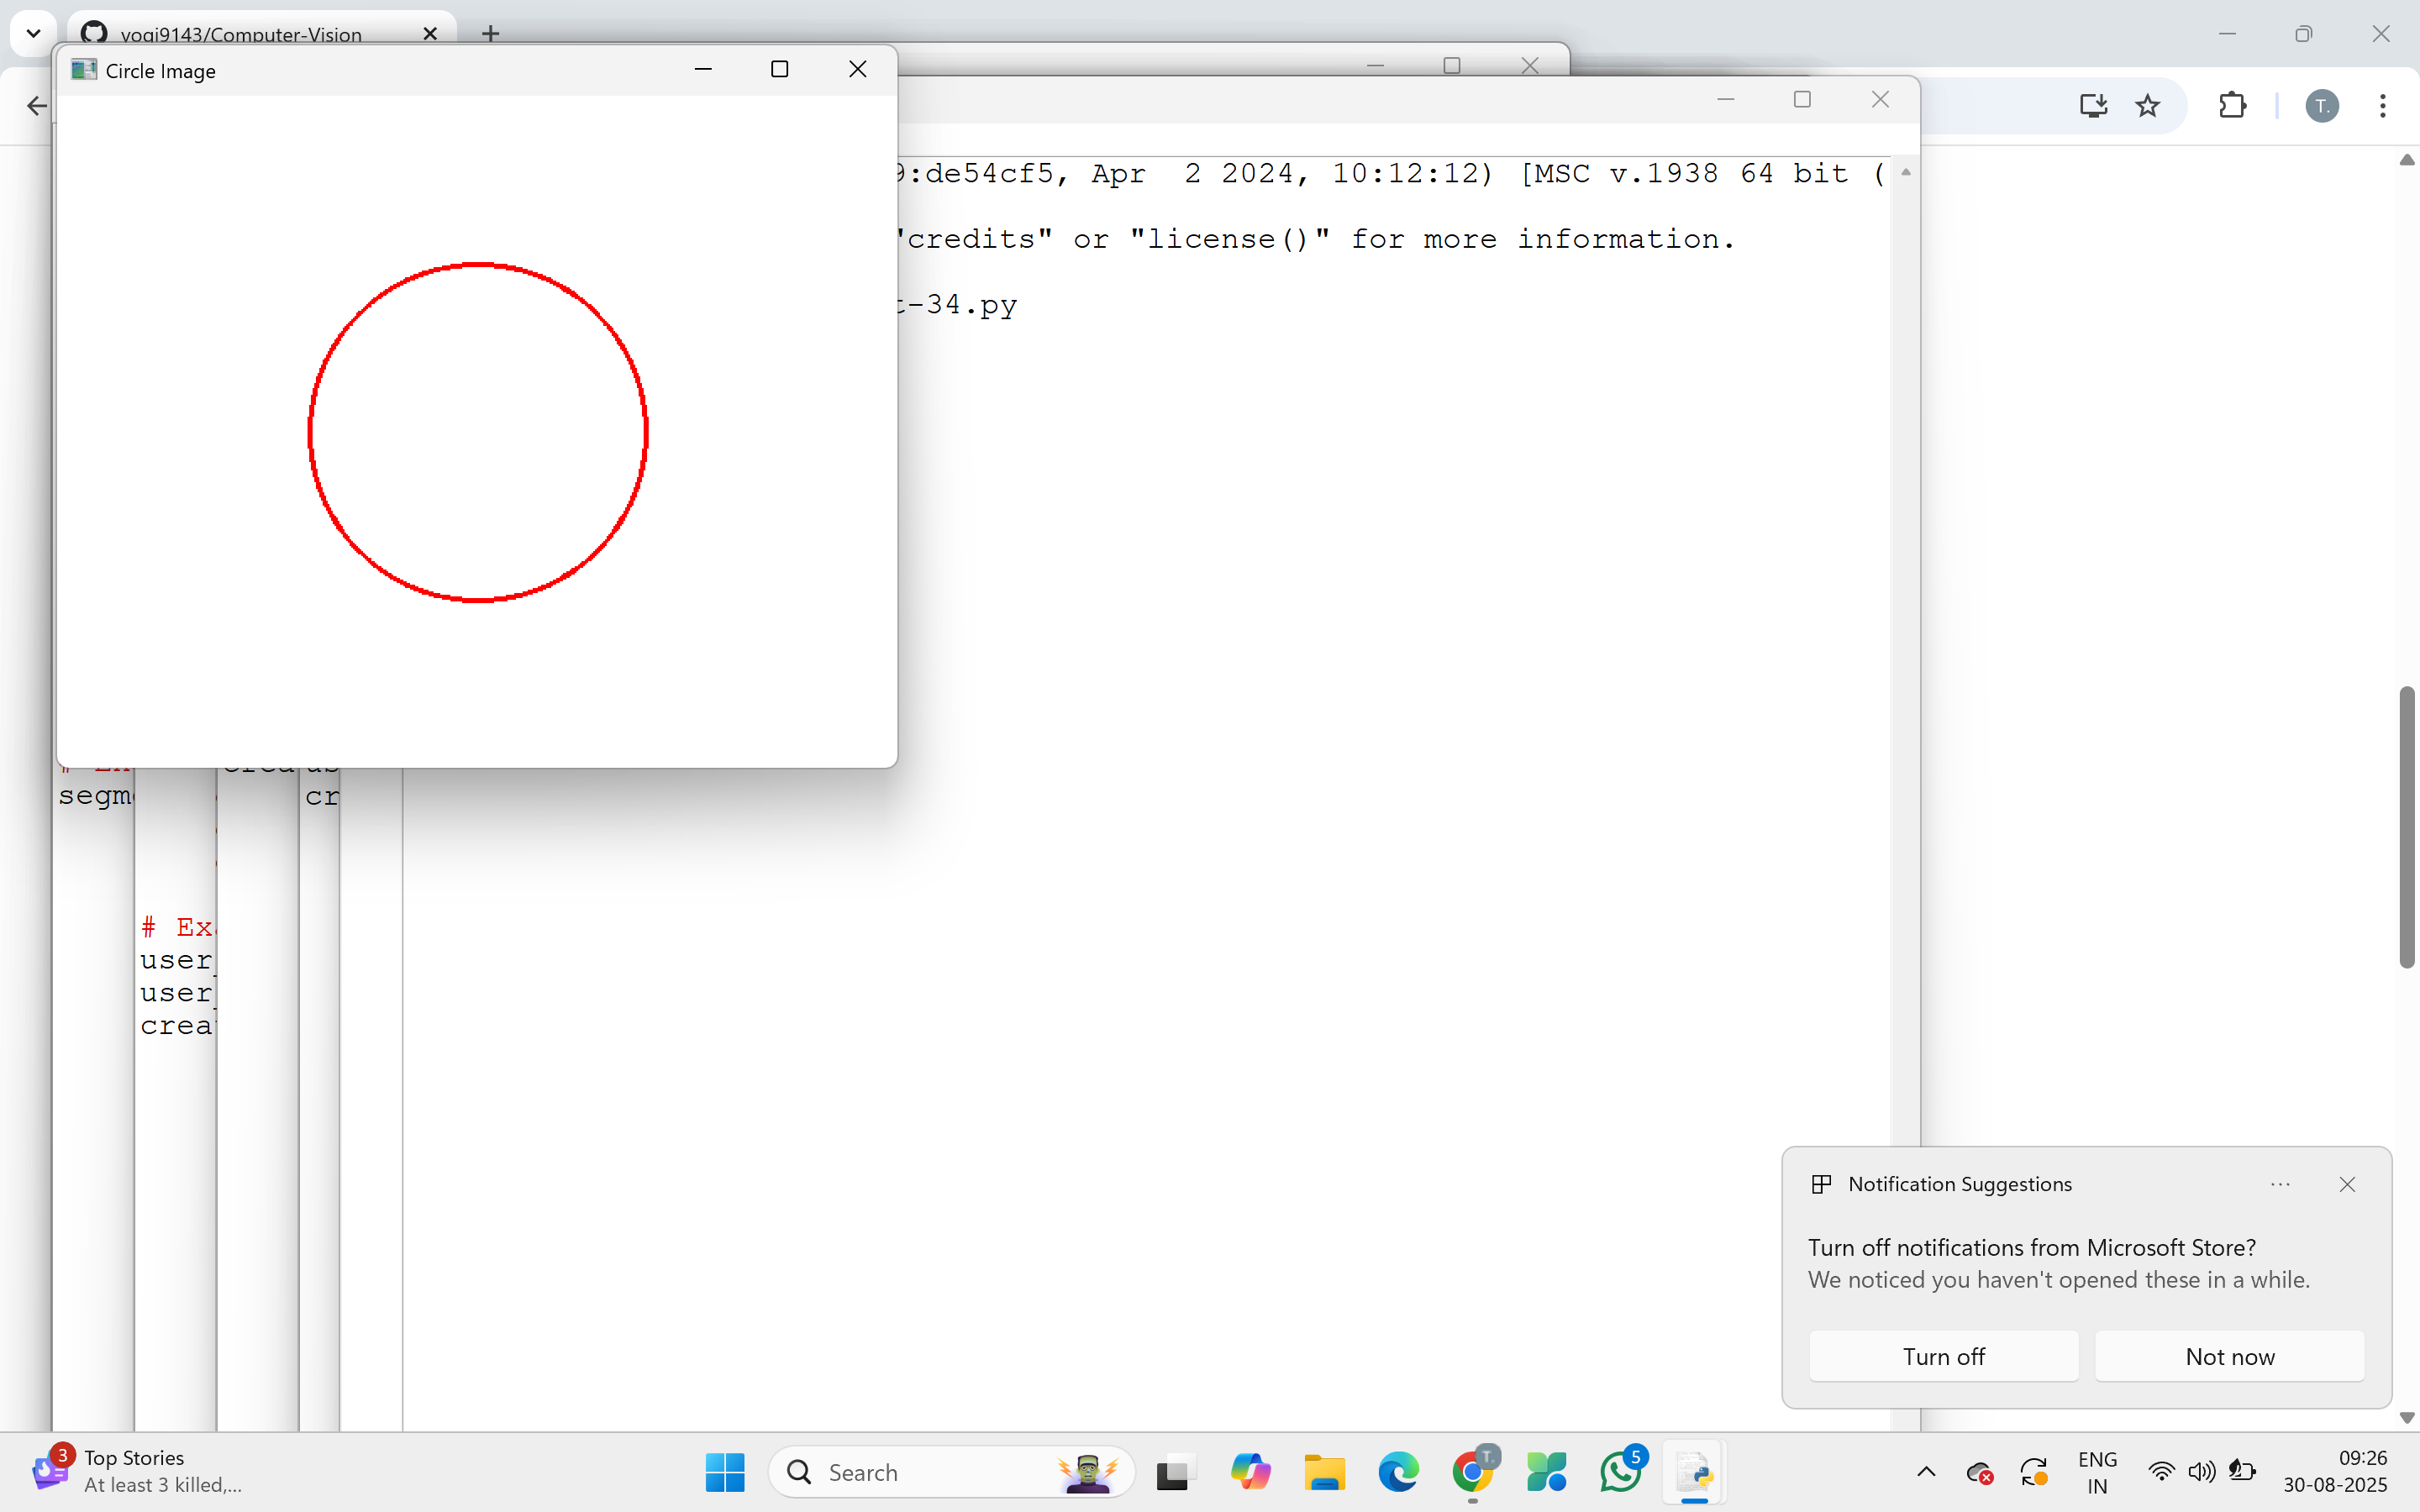 yogi9143/Computer-Vision
Circle Image
9:de54cf5, Apr  2 2024, 10:12:12) [MSC v.1938 64 bit (
T.
"credits" or "license()" for more information.
t-34.py
segm
cr
# Exa
user_
user_
crea
Notification Suggestions
Turn off notifications from Microsoft Store?
We noticed you haven't opened these in a while.
Turn off
Not now
3
Top Stories
At least 3 killed,...
Search
T.
5
ENG
IN
09:26
30-08-2025